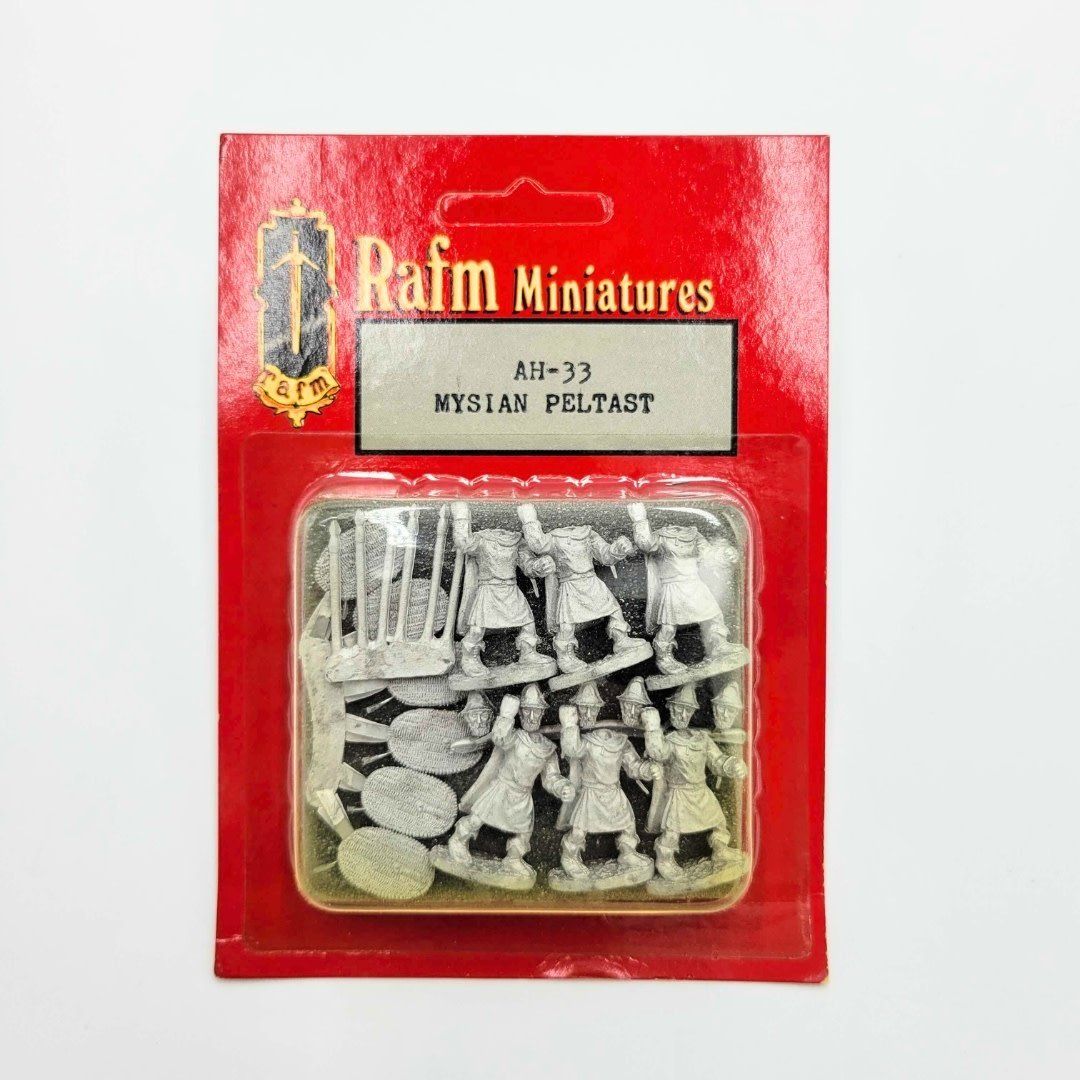 Rafm Miniatures
rafm
AH-33
MYSIAN PELTAST